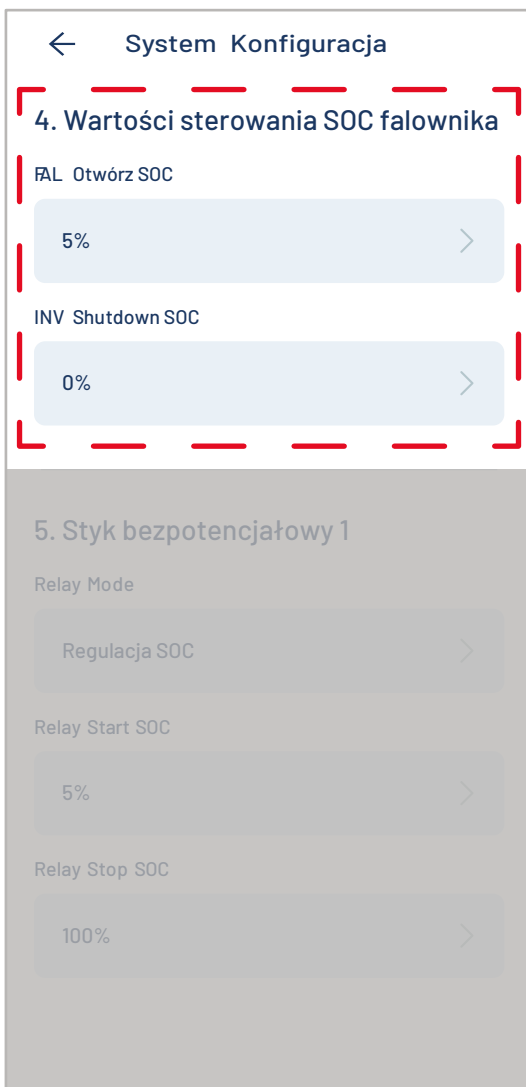 System Konfiguracja
4. Wartości sterowania SOC falownika
FAL Otwórz SOC
5%
INV Shutdown SOC
0%
5. Styk bezpotencjałowy 1
Relay Mode
Regulacja SOC
Relay Start SOC
5%
Relay Stop SOC
100%